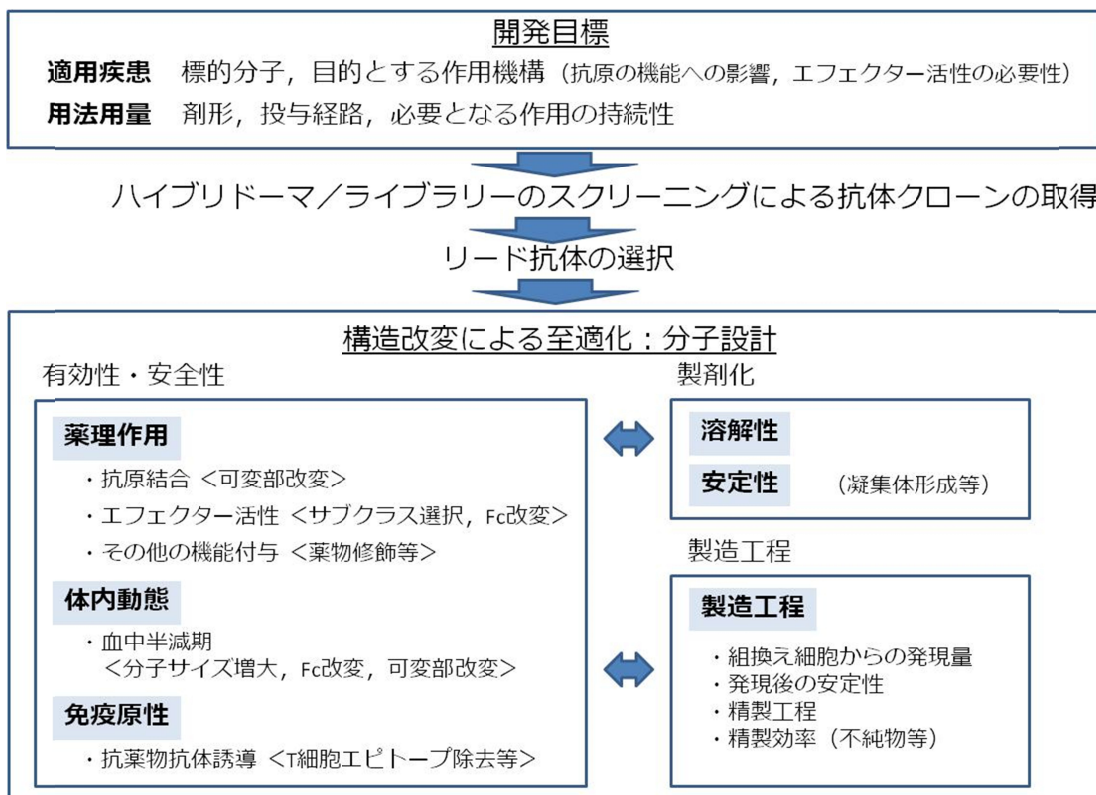 開発目標
適用疾患 標的分子，目的とする作用機構（抗原の機能への影響，エフェクター活性の必要性）
用法用量 剤形，投与経路，必要となる作用の持続性
ハイブリドーマ／ライブラリーのスクリーニングによる抗体クローンの取得
リード抗体の選択
構造改変による至適化：分子設計
有効性・安全性
薬理作用
・抗原結合 <可変部改変>
・エフェクター活性 <サブクラス選択，Fc改変>
・その他の機能付与 <薬物修飾等>
体内動態
・血中半減期
<分子サイズ増大，Fc改変，可変部改変>
免疫原性
・抗薬物抗体誘導 <T細胞エピトープ除去等>
製剤化
溶解性
安定性 （凝集体形成等）
製造工程
製造工程
・組換え細胞からの発現量
・発現後の安定性
・精製工程
・精製効率（不純物等）